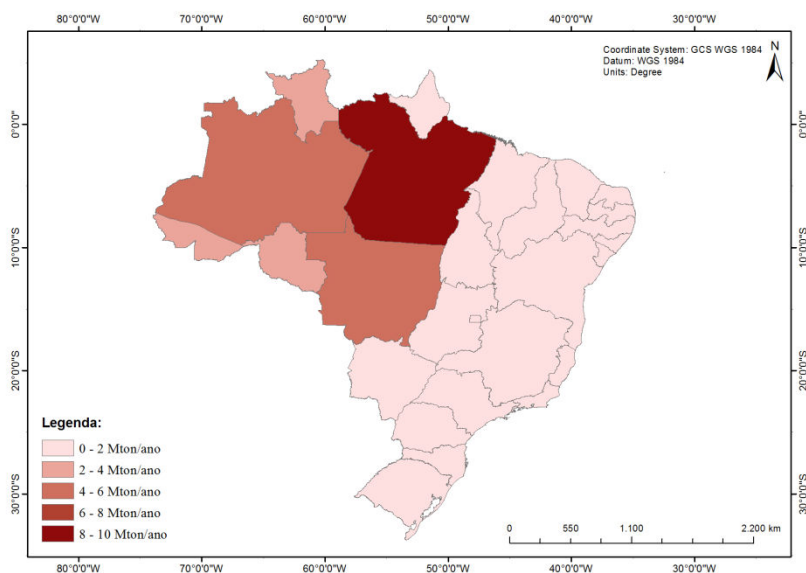 80°0'0"W 70°0'0"W 60°0'0"W 50°0'0"W 40°0'0"W 30°0'0"W
Coordinate System: GCS WGS 1984
Datum: WGS 1984
Units: Degree
N
0°0'0"
0°0'0"
10°0'0"S
10°0'0"S
20°0'0"S
20°0'0"S
30°0'0"S
30°0'0"S
Legenda:
0 - 2 Mton/ano
2 - 4 Mton/ano
4 - 6 Mton/ano
6 - 8 Mton/ano
8 - 10 Mton/ano
0 550 1.100 2.200 km
80°0'0"W 70°0'0"W 60°0'0"W 50°0'0"W 40°0'0"W 30°0'0"W